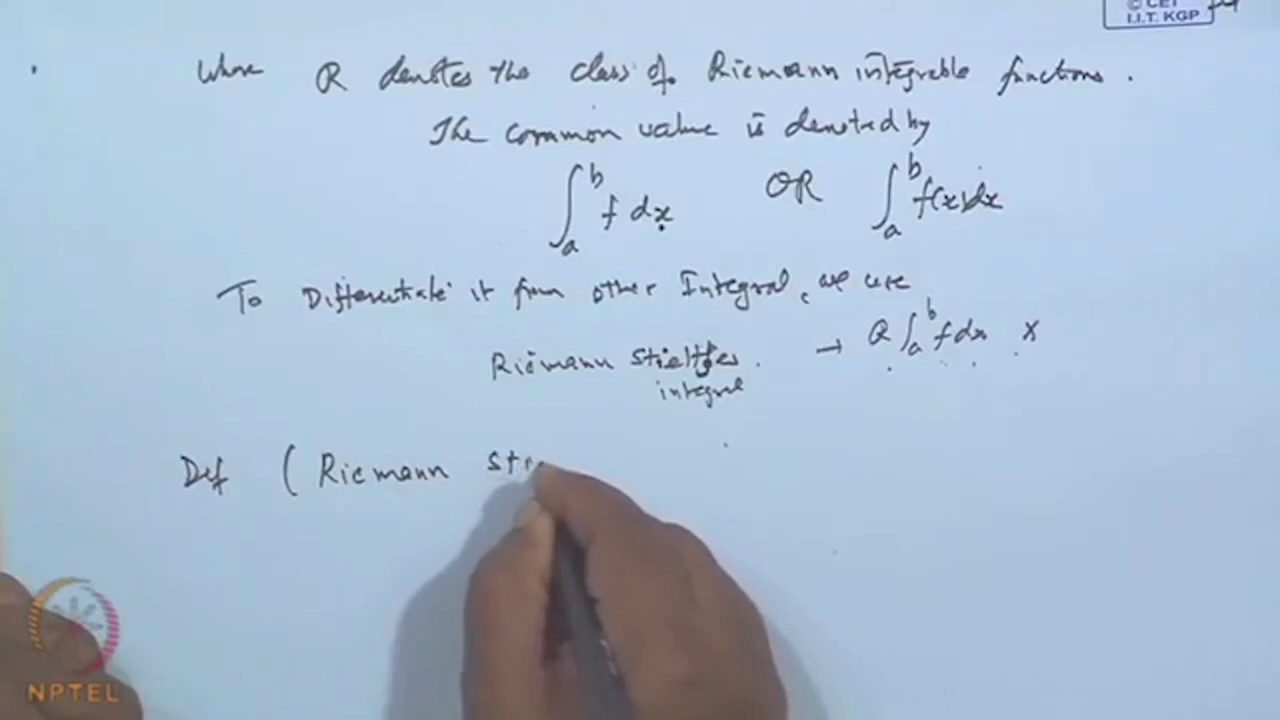 © CET
I.I.T. KGP
Where R denotes the class of Riemann integrable functions.
The common value is denoted by
∫_a^b f dx OR ∫_a^b f(x)dx
To Differentiate it from other Integral, we use
Riemann Stieltjes. → R ∫_a^b f dx x
integral
Def ( Riemann Sti
NPTEL